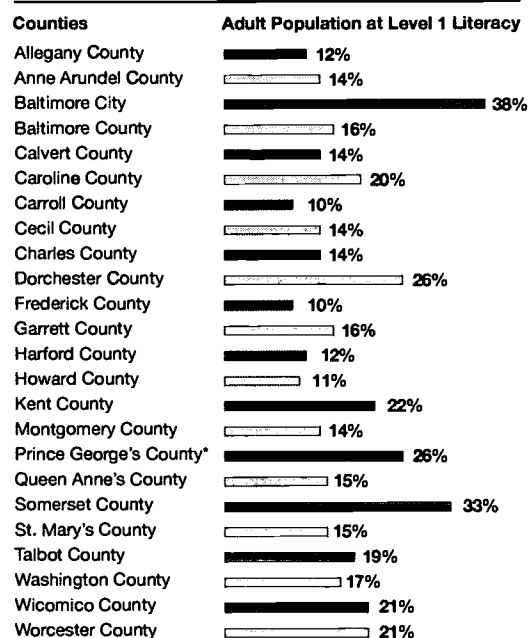 Counties Adult Population at Level 1 Literacy
Allegany County 12%
Anne Arundel County 14%
Baltimore City 38%
Baltimore County 16%
Calvert County 14%
Caroline County 20%
Carroll County 10%
Cecil County 14%
Charles County 14%
Dorchester County 26%
Frederick County 10%
Garrett County 16%
Harford County 12%
Howard County 11%
Kent County 22%
Montgomery County 14%
Prince George's County* 26%
Queen Anne's County 15%
Somerset County 33%
St. Mary's County 15%
Talbot County 19%
Washington County 17%
Wicomico County 21%
Worcester County 21%